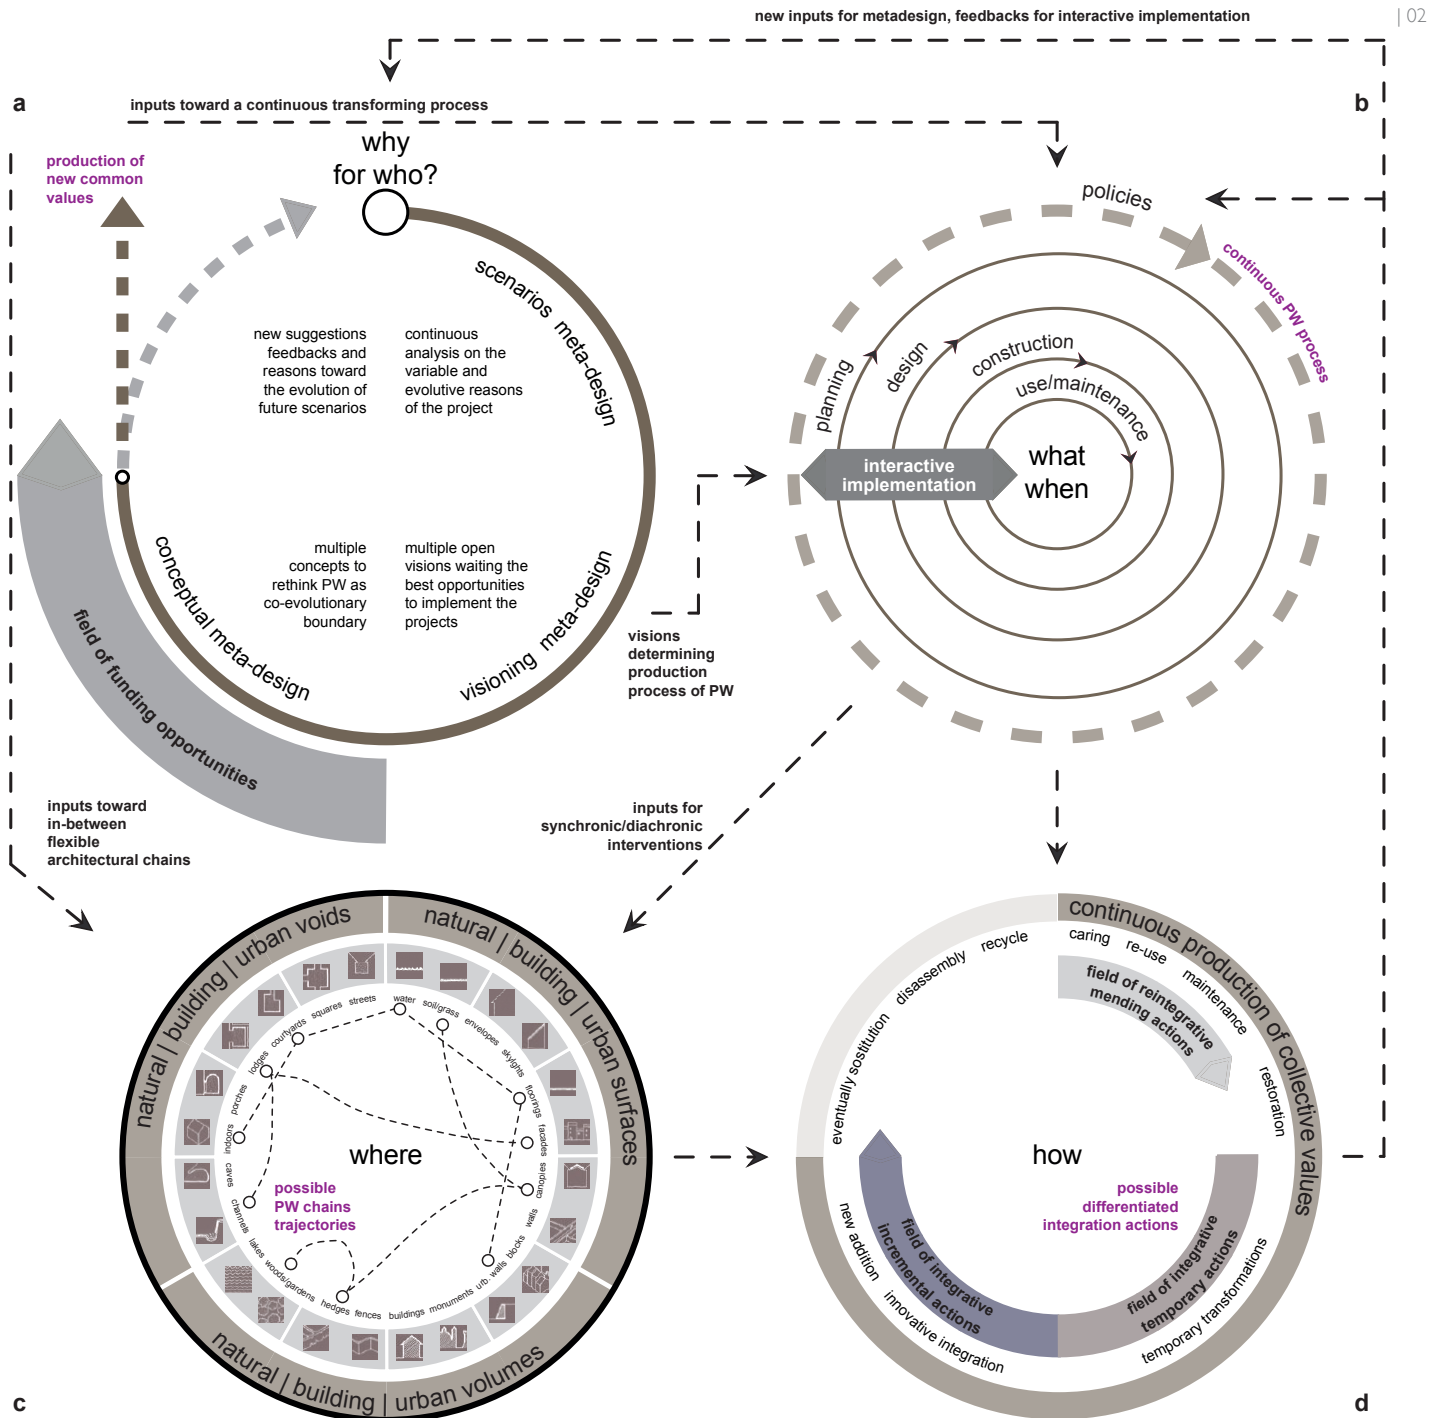 new inputs for metadesign, feedbacks for interactive implementation
| 02
a
inputs toward a continuous transforming process
b
why
for who?
production of
new common
values
scenarios meta-design
new suggestions
feedbacks and
reasons toward
the evolution of
future scenarios
continuous
analysis on the
variable and
evolutive reasons
of the project
multiple
concepts to
rethink PW as
co-evolutionary
boundary
multiple open
visions waiting the
best opportunities
to implement the
projects
conceptual meta-design
visioning meta-design
field of funding opportunities
policies
continuous PW process
planning
design
construction
use/maintenance
interactive
implementation
what
when
visions
determining
production
process of PW
inputs toward
in-between
flexible
architectural chains
inputs for
synchronic/diachronic
interventions
natural | building | urban voids
natural | building | urban surfaces
natural | building | urban volumes
streets
squares
courtyards
lodges
porches
indoors
caves
channels
lakes
woods/gardens
hedges
fences
buildings
monuments
urb. walls
blocks
walls
canopies
facades
floorings
skylights
envelopes
soil/grass
water
where
possible
PW chains
trajectories
c
continuous production of collective values
caring
re-use
maintenance
restoration
field of reintegrative
mending actions
recycle
disassembly
eventually sostitution
how
possible
differentiated
integration actions
field of integrative
incremental actions
field of integrative
temporary actions
new addition
innovative integration
temporary transformations
d